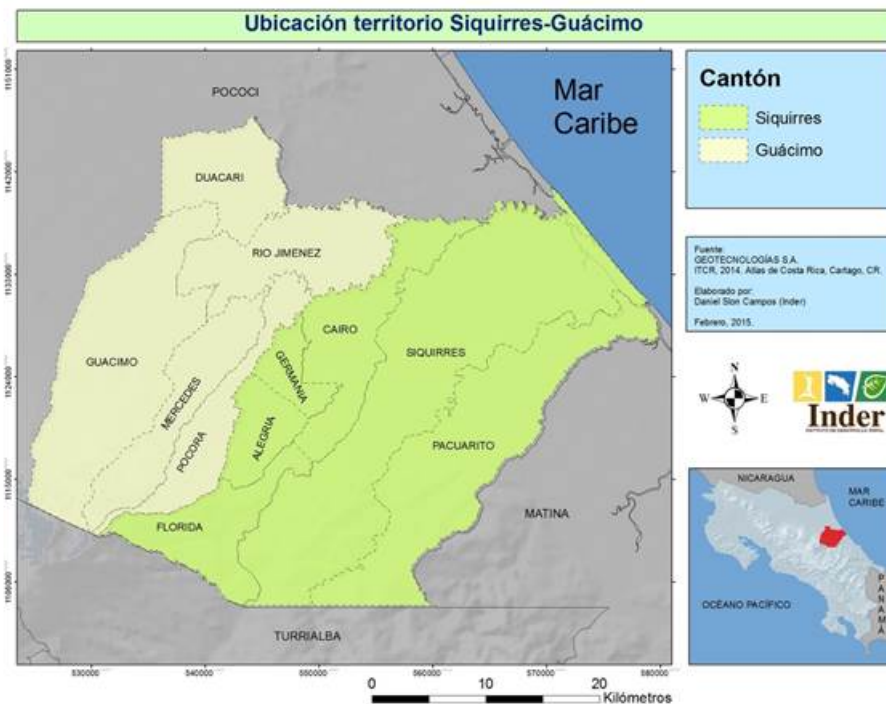 Ubicación territorio Siquirres-Guácimo
POCOCI
Mar
Caribe
DUACARI
RIO JIMENEZ
CAIRO
SIQUIRRES
GUACIMO
GERMANIA
MERCEDES
ALEGRIA
POCORA
PACUARITO
FLORIDA
MATINA
TURRIALBA
530000
540000
550000
560000
570000
580000
0 10 20
Kilómetros
Cantón
Siquirres
Guácimo
Fuente:
GEOTECNOLOGÍAS S.A.
ITCR, 2014. Atlas de Costa Rica, Cartago, CR.
Elaborado por:
Daniel Slon Campos (Inder)
Febrero, 2015.
N
W E
S
Inder
NICARAGUA
MAR
CARIBE
OCÉANO PACÍFICO
PANAMÁ